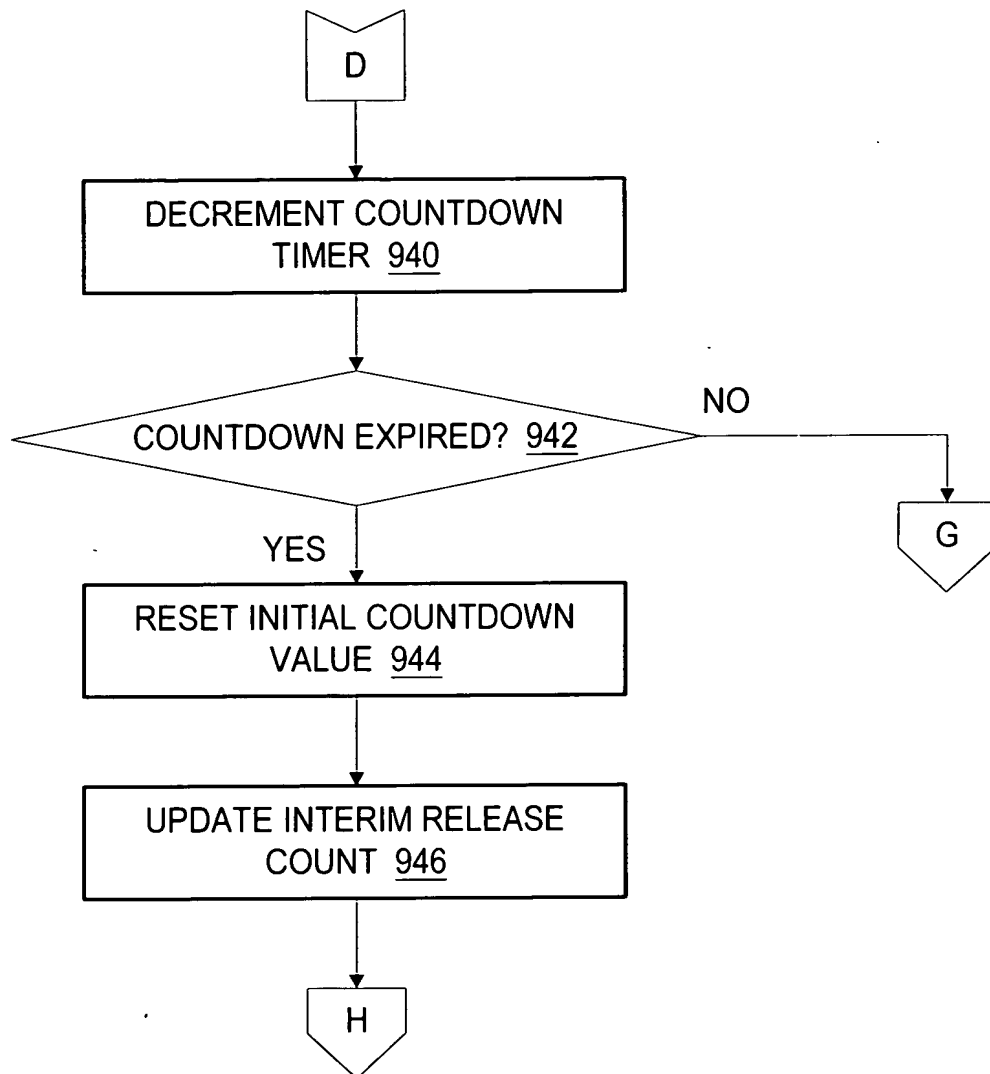 D
DECREMENT COUNTDOWN
TIMER 940
COUNTDOWN EXPIRED? 942
NO
G
YES
RESET INITIAL COUNTDOWN
VALUE 944
UPDATE INTERIM RELEASE
COUNT 946
H